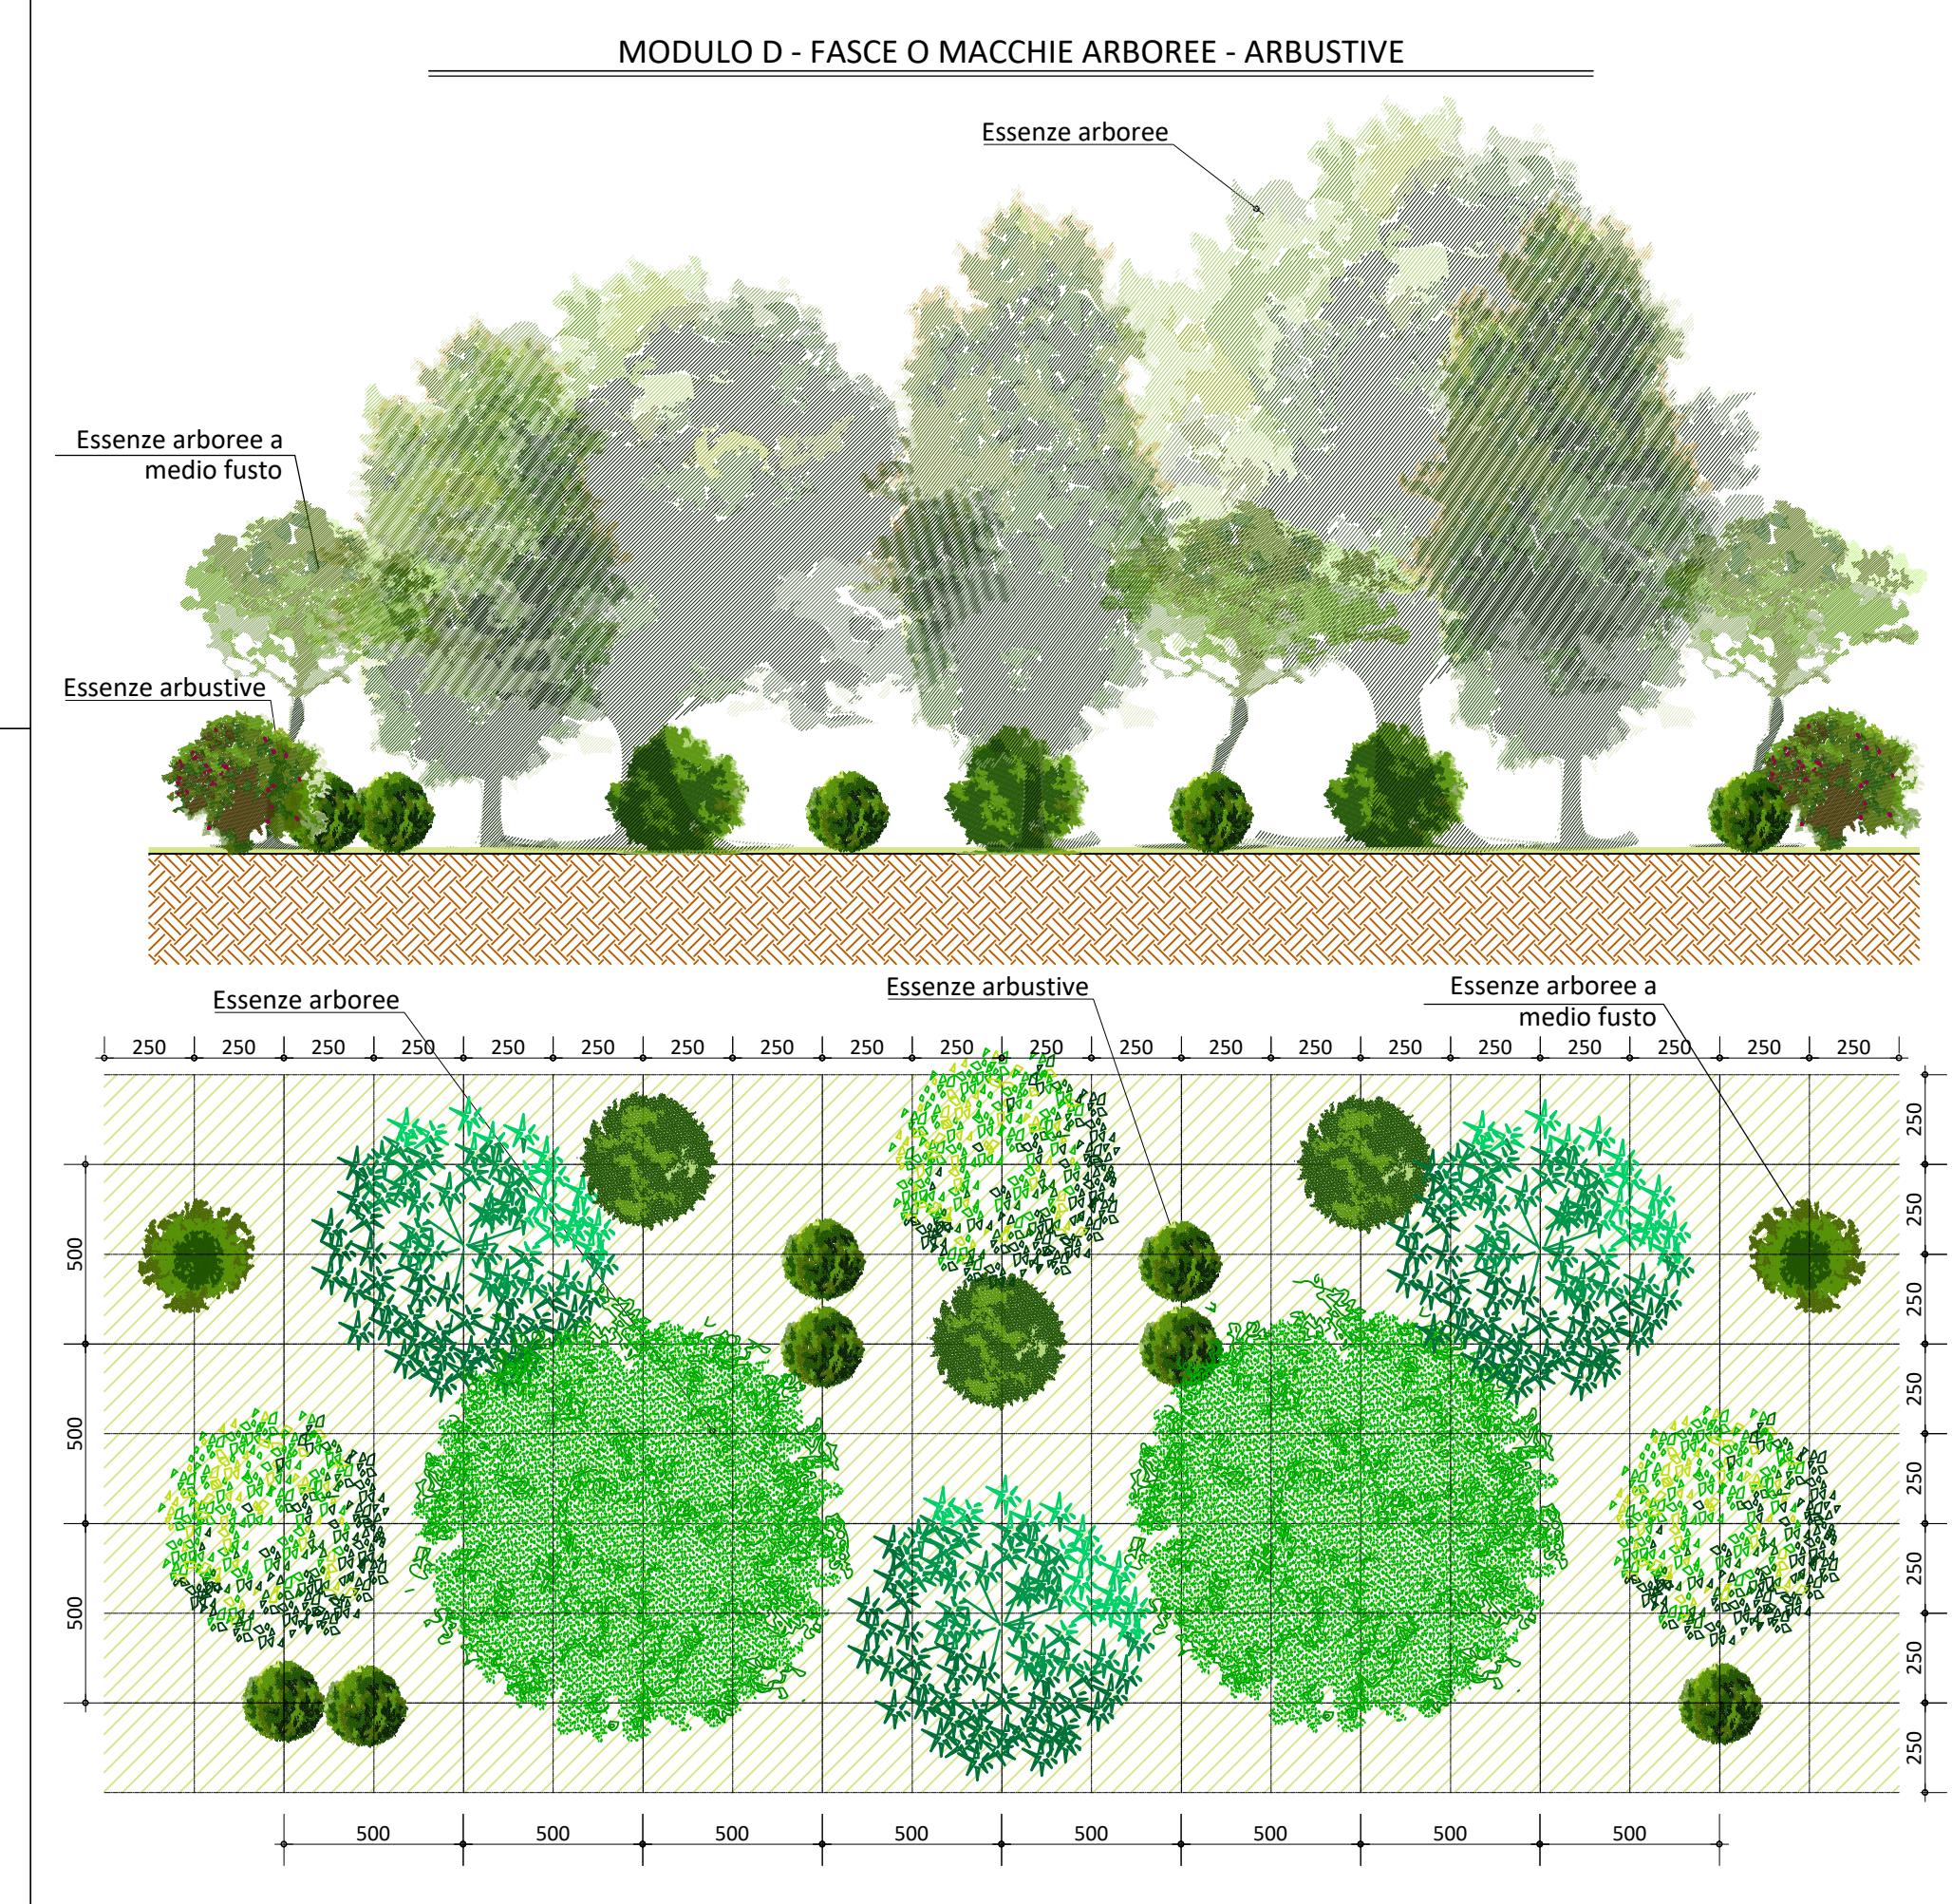 MODULO D - FASCE O MACCHIE ARBOREE - ARBUSTIVE
Essenze arboree
Essenze arboree a
medio fusto
Essenze arbustive
Essenze arboree
Essenze arbustive
Essenze arboree a
medio fusto
250 250 250 250 250 250 250 250 250 250 250 250 250 250 250 250 250 250 250 250
250
250
500
250
250
500
250
250
500
250
250
500 500 500 500 500 500 500 500